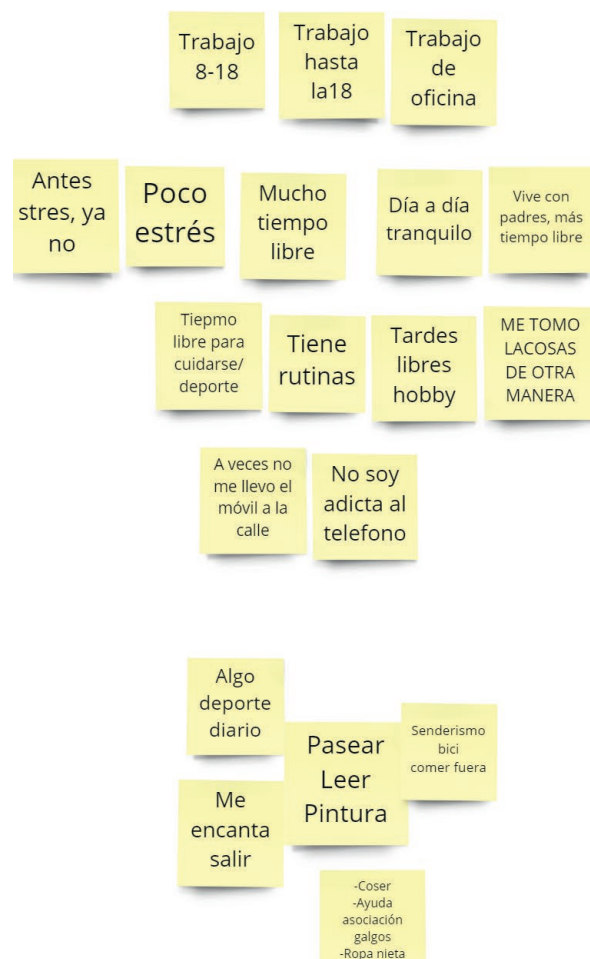 Trabajo
8-18
Trabajo
hasta
la18
Trabajo
de
oficina
Antes
stres, ya
no
Poco
estrés
Mucho
tiempo
libre
Día a día
tranquilo
Vive con
padres, más
tiempo libre
Tiepmo
libre para
cuidarse/
deporte
Tiene
rutinas
Tardes
libres
hobby
ME TOMO
LACOSAS
DE OTRA
MANERA
A veces no
me llevo el
móvil a la
calle
No soy
adicta al
telefono
Algo
deporte
diario
Pasear
Leer
Pintura
Senderismo
bici
comer fuera
Me
encanta
salir
-Coser
-Ayuda
asociación
galgos
-Ropa nieta